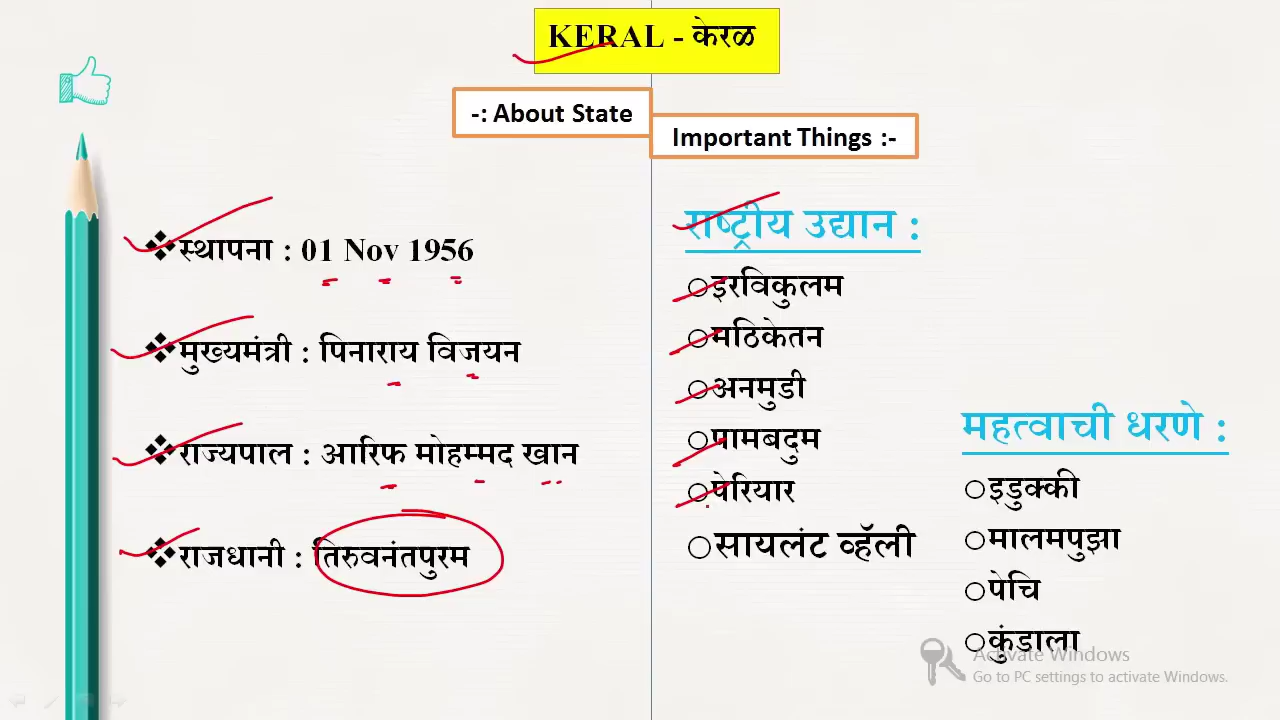 KERAL - केरळ
-: About State
Important Things :-
स्थापना : 01 Nov 1956
मुख्यमंत्री : पिनाराय विजयन
राज्यपाल : आरिफ मोहम्मद खान
राजधानी : तिरुवनंतपुरम
राष्ट्रीय उद्यान :
इरविकुलम
मठिकेतन
अनमुडी
पामबदुम
पेरियार
सायलंट व्हॅली
महत्वाची धरणे :
इडुक्की
मालमपुझा
पेचि
कुंडाला
Activate Windows
Go to PC settings to activate Windows.